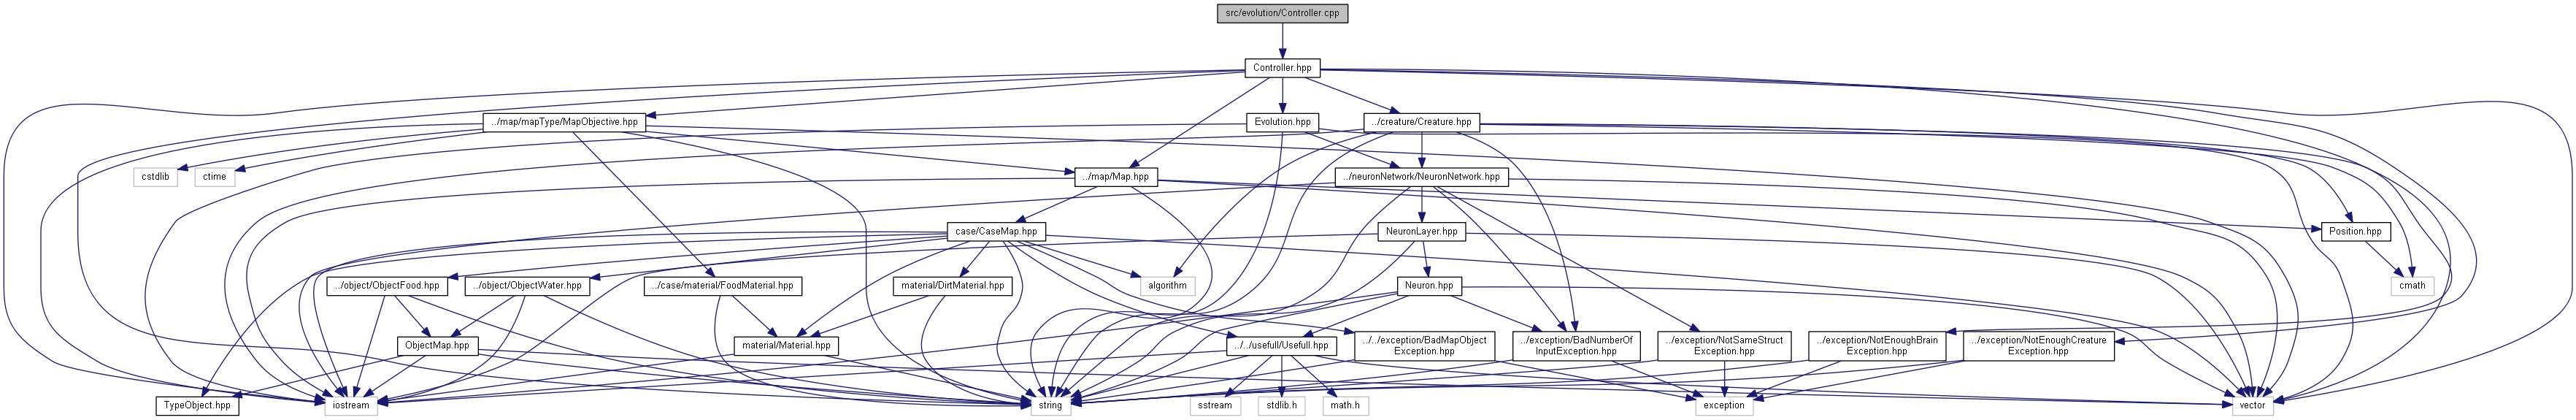 src/evolution/Controller.cpp
Controller.hpp
../map/mapType/MapObjective.hpp
Evolution.hpp
../creature/Creature.hpp
cstdlib
ctime
../map/Map.hpp
../neuronNetwork/NeuronNetwork.hpp
case/CaseMap.hpp
NeuronLayer.hpp
Position.hpp
../object/ObjectFood.hpp
../object/ObjectWater.hpp
../case/material/FoodMaterial.hpp
material/DirtMaterial.hpp
algorithm
Neuron.hpp
cmath
ObjectMap.hpp
material/Material.hpp
../../usefull/Usefull.hpp
../../exception/BadMapObject
Exception.hpp
../exception/BadNumberOf
InputException.hpp
../exception/NotSameStruct
Exception.hpp
../exception/NotEnoughBrain
Exception.hpp
../exception/NotEnoughCreature
Exception.hpp
TypeObject.hpp
iostream
string
sstream
stdlib.h
math.h
exception
vector